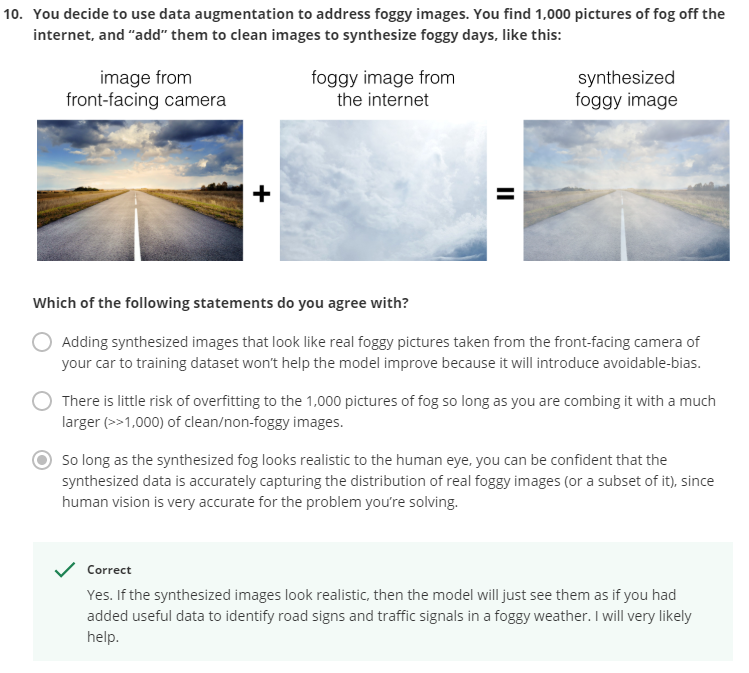 10. You decide to use data augmentation to address foggy images. You find 1,000 pictures of fog off the
internet, and “add” them to clean images to synthesize foggy days, like this:
image from
front-facing camera
foggy image from
the internet
synthesized
foggy image
+
=
Which of the following statements do you agree with?
Adding synthesized images that look like real foggy pictures taken from the front-facing camera of
your car to training dataset won’t help the model improve because it will introduce avoidable-bias.
There is little risk of overfitting to the 1,000 pictures of fog so long as you are combing it with a much
larger (>>1,000) of clean/non-foggy images.
So long as the synthesized fog looks realistic to the human eye, you can be confident that the
synthesized data is accurately capturing the distribution of real foggy images (or a subset of it), since
human vision is very accurate for the problem you’re solving.
Correct
Yes. If the synthesized images look realistic, then the model will just see them as if you had
added useful data to identify road signs and traffic signals in a foggy weather. I will very likely
help.